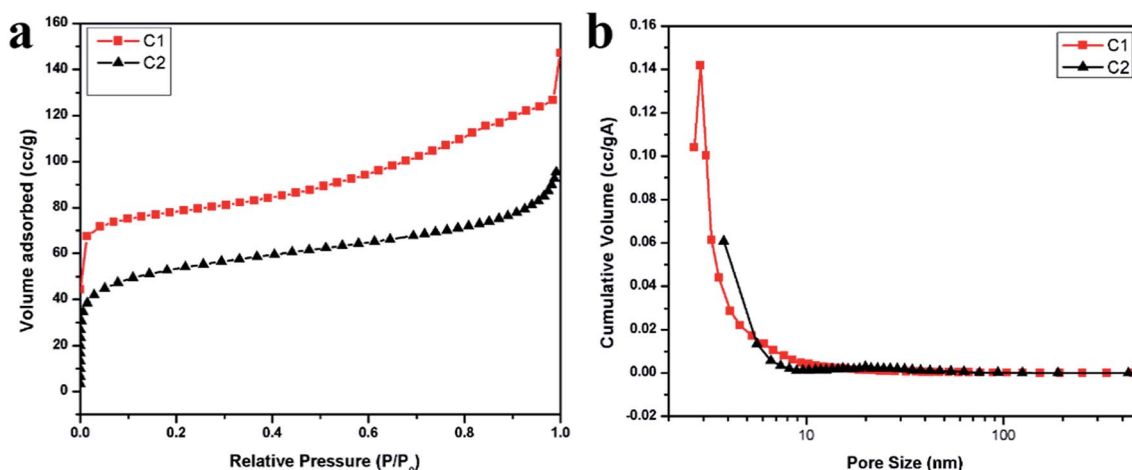 a
C1
C2
Volume adsorbed (cc/g)
160
140
120
100
80
60
40
20
0
0.0 0.2 0.4 0.6 0.8 1.0
Relative Pressure (P/P₀)
b
C1
C2
Cumulative Volume (cc/gA)
0.16
0.14
0.12
0.10
0.08
0.06
0.04
0.02
0.00
-0.02
10 100
Pore Size (nm)